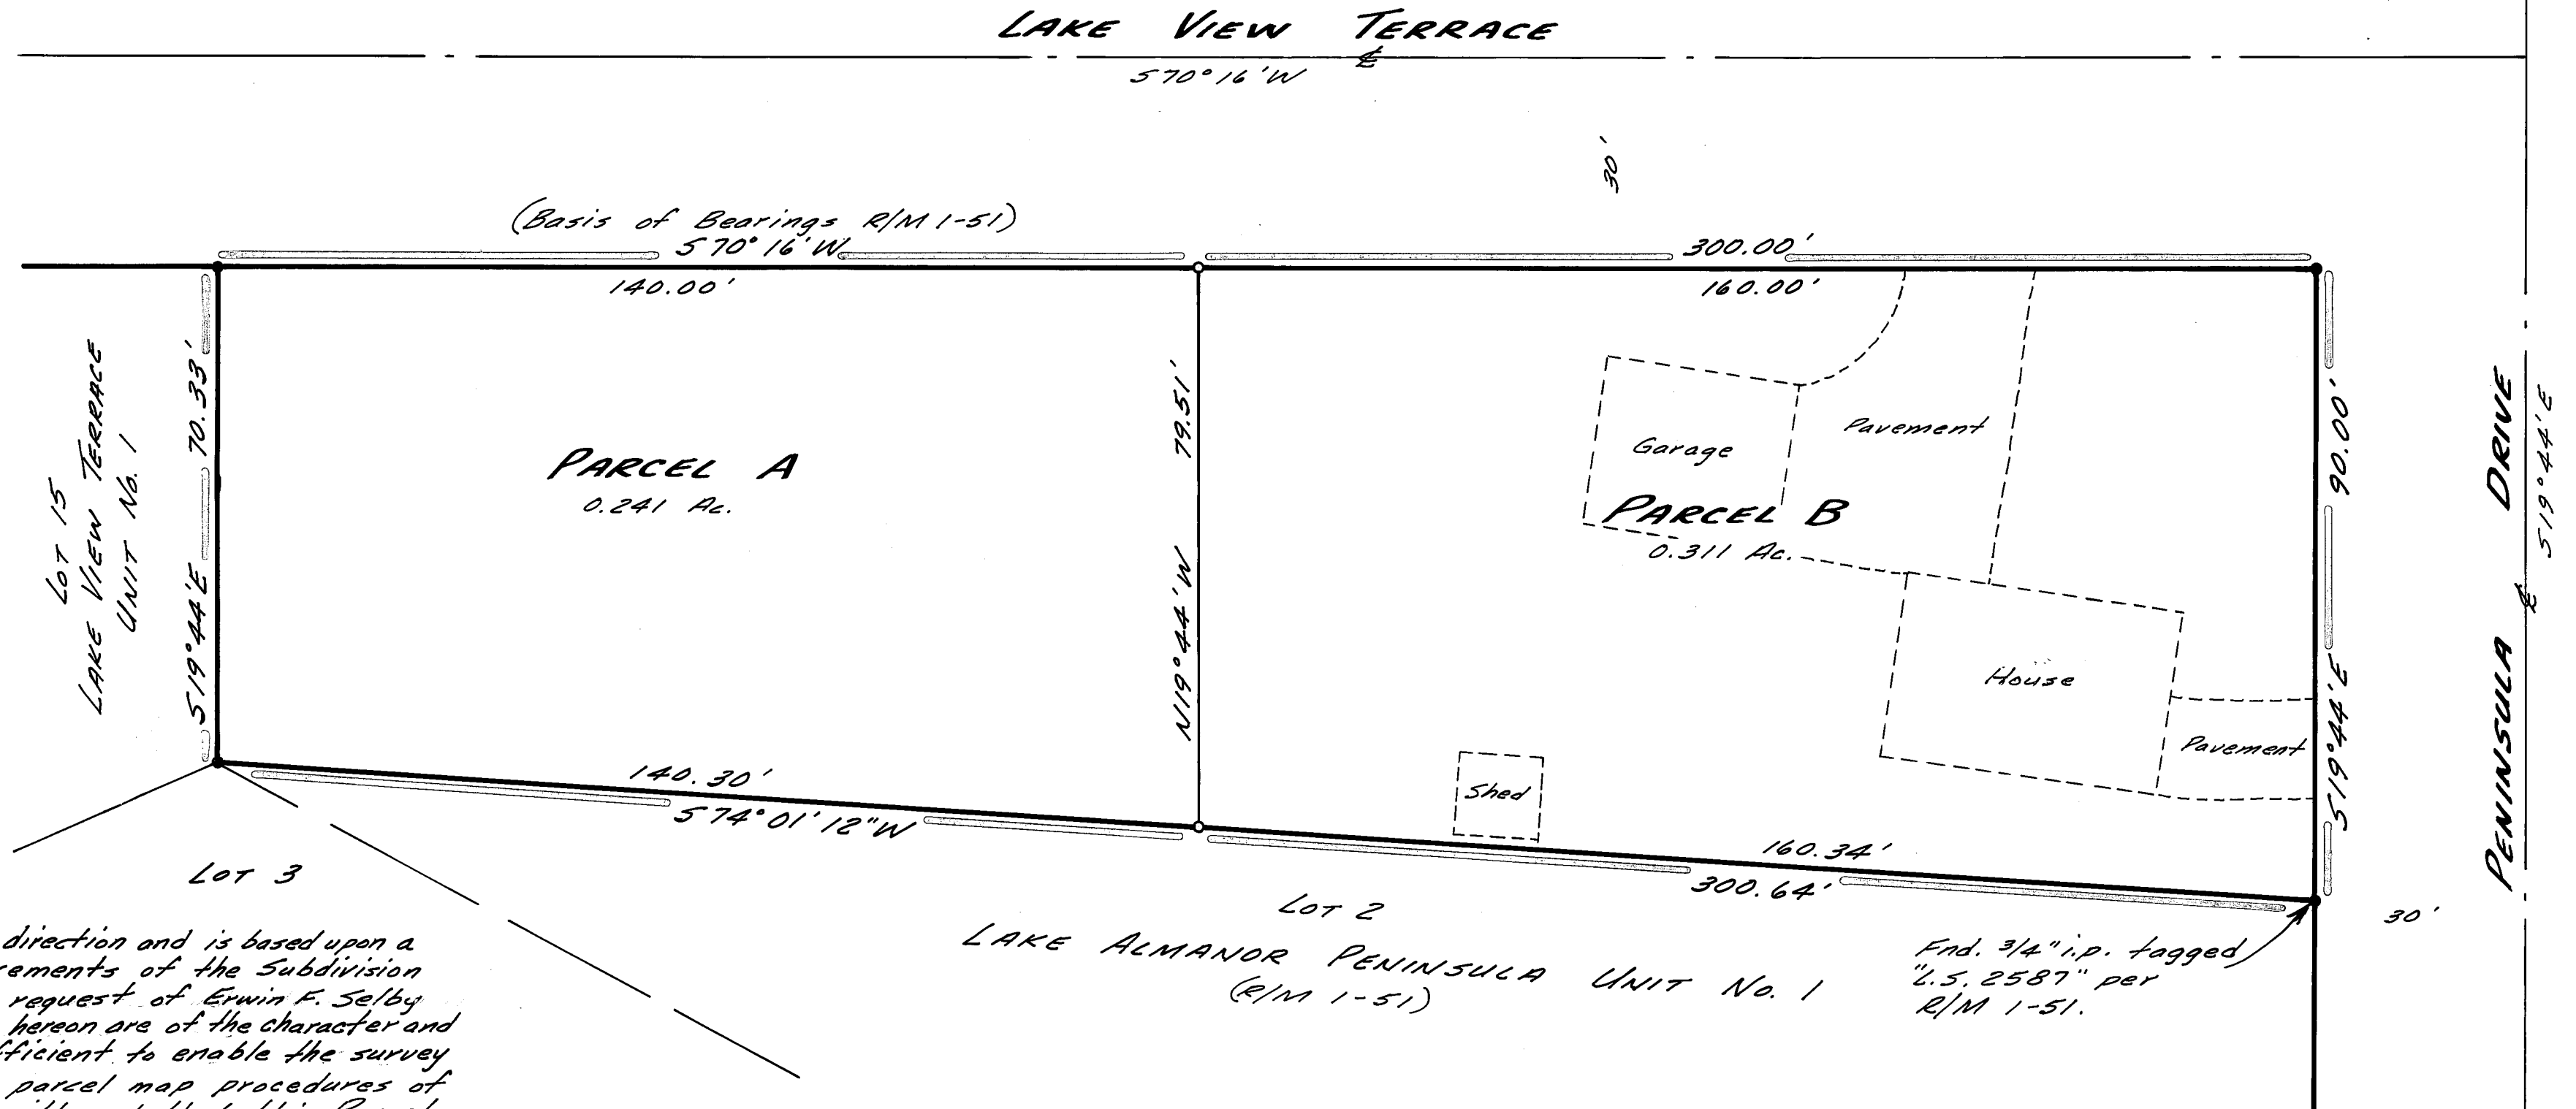 LAKE VIEW TERRACE
℄
S70°16'W
30'
(Basis of Bearings R/M 1-51)
S70°16'W
300.00'
140.00'
160.00'
LOT 15
LAKE VIEW TERRACE
UNIT No. 1
S19°44'E
70.33'
PARCEL A
0.241 Ac.
N19°44'W
79.51'
Garage
Pavement
PARCEL B
0.311 Ac.
House
Pavement
Shed
90.00'
S19°44'E
PENINSULA ℄ DRIVE
S19°44'E
30'
140.30'
S74°01'12"W
160.34'
300.64'
LOT 3
LOT 2
LAKE ALMANOR PENINSULA UNIT No. 1
(R/M 1-51)
Fnd. 3/4" i.p. tagged
"L.S. 2587" per
R/M 1-51.
direction and is based upon a
rements of the Subdivision
request of Erwin F. Selby
hereon are of the character and
fficient to enable the survey
parcel map procedures of